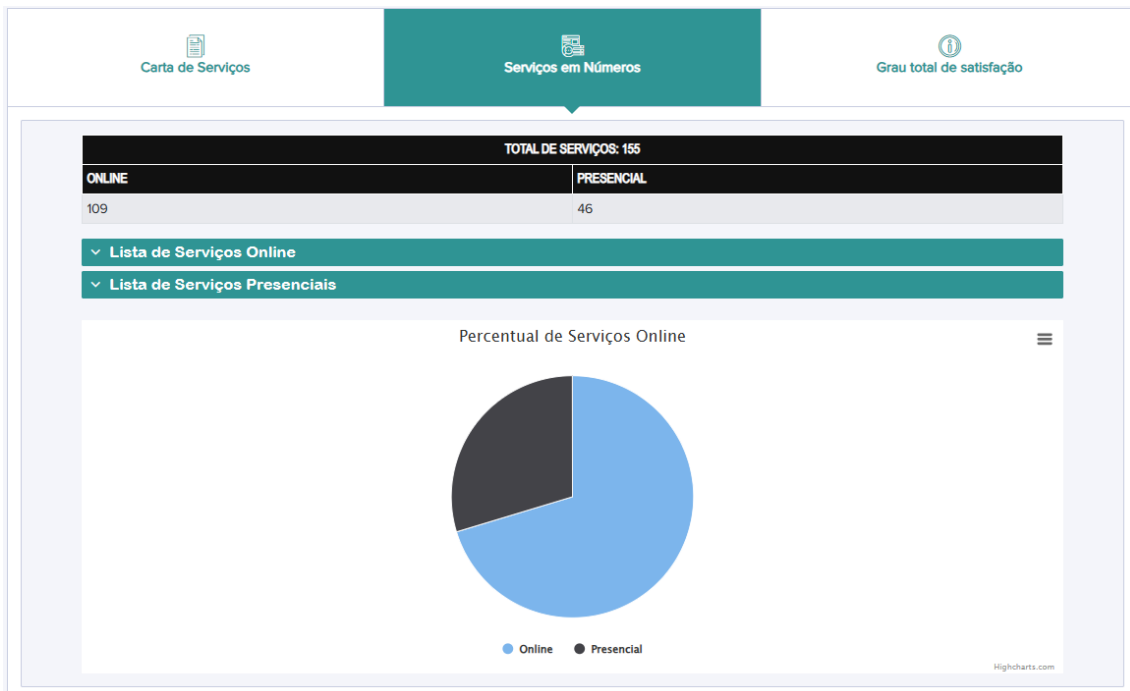 Carta de Serviços
Serviços em Números
Grau total de satisfação
TOTAL DE SERVIÇOS: 155
ONLINE PRESENCIAL
109 46
Lista de Serviços Online
Lista de Serviços Presenciais
Percentual de Serviços Online
Online Presencial
Highcharts.com